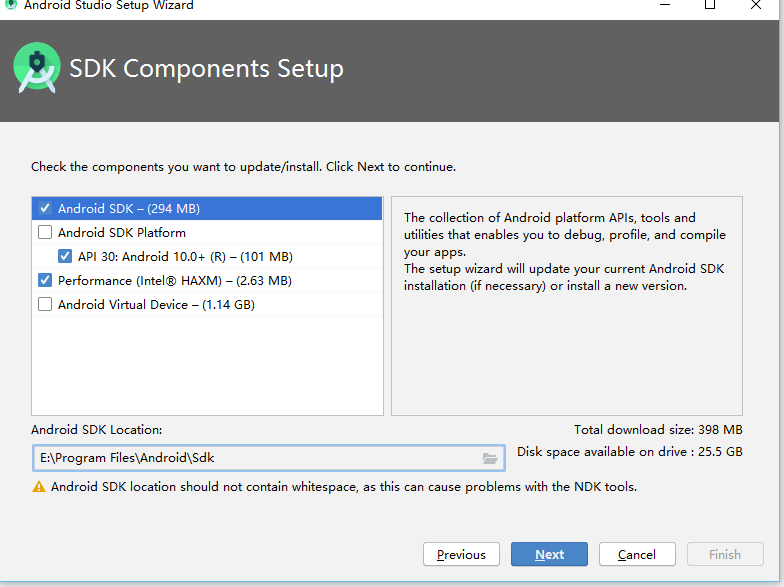 Android Studio Setup Wizard
SDK Components Setup
Check the components you want to update/install. Click Next to continue.
Android SDK – (294 MB)
Android SDK Platform
API 30: Android 10.0+ (R) – (101 MB)
Performance (Intel® HAXM) – (2.63 MB)
Android Virtual Device – (1.14 GB)
The collection of Android platform APIs, tools and
utilities that enables you to debug, profile, and compile
your apps.
The setup wizard will update your current Android SDK
installation (if necessary) or install a new version.
Android SDK Location:
Total download size: 398 MB
E:\Program Files\Android\Sdk
Disk space available on drive : 25.5 GB
Android SDK location should not contain whitespace, as this can cause problems with the NDK tools.
Previous
Next
Cancel
Finish